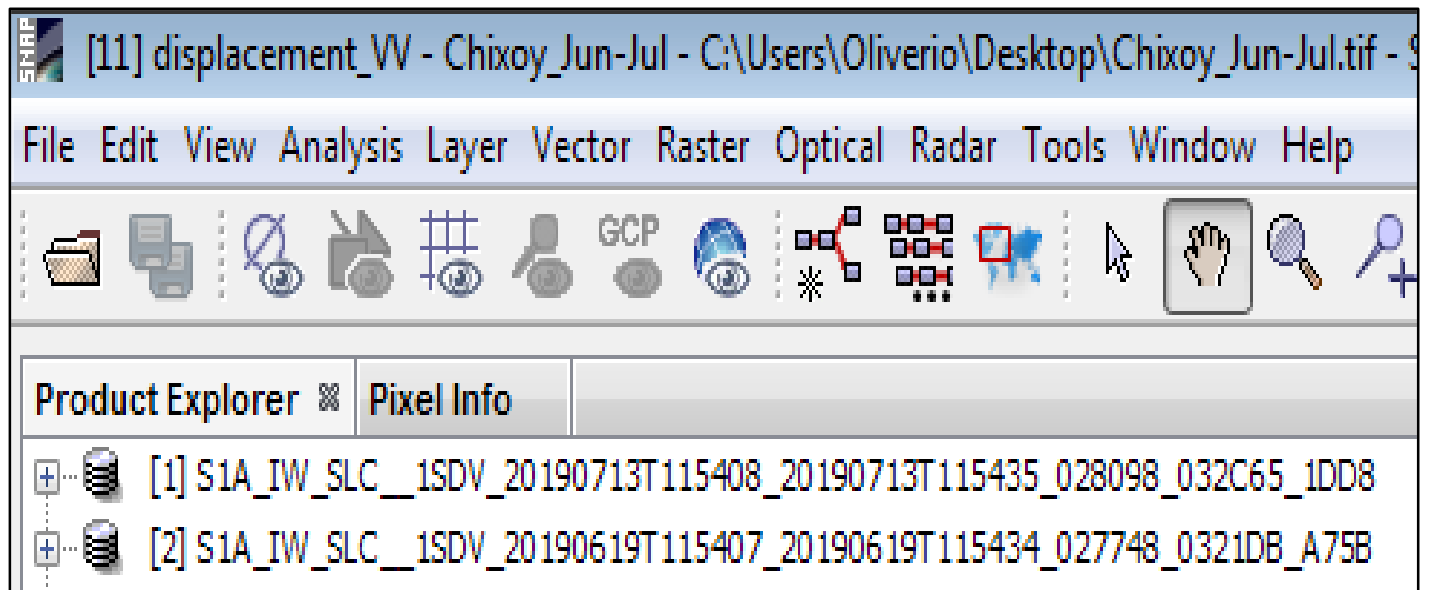 SNAP
[11] displacement_VV - Chixoy_Jun-Jul - C:\Users\Oliverio\Desktop\Chixoy_Jun-Jul.tif -
File Edit View Analysis Layer Vector Raster Optical Radar Tools Window Help
GCP
Product Explorer Pixel Info
[1] S1A_IW_SLC__1SDV_20190713T115408_20190713T115435_028098_032C65_1DD8
[2] S1A_IW_SLC__1SDV_20190619T115407_20190619T115434_027748_0321DB_A75B